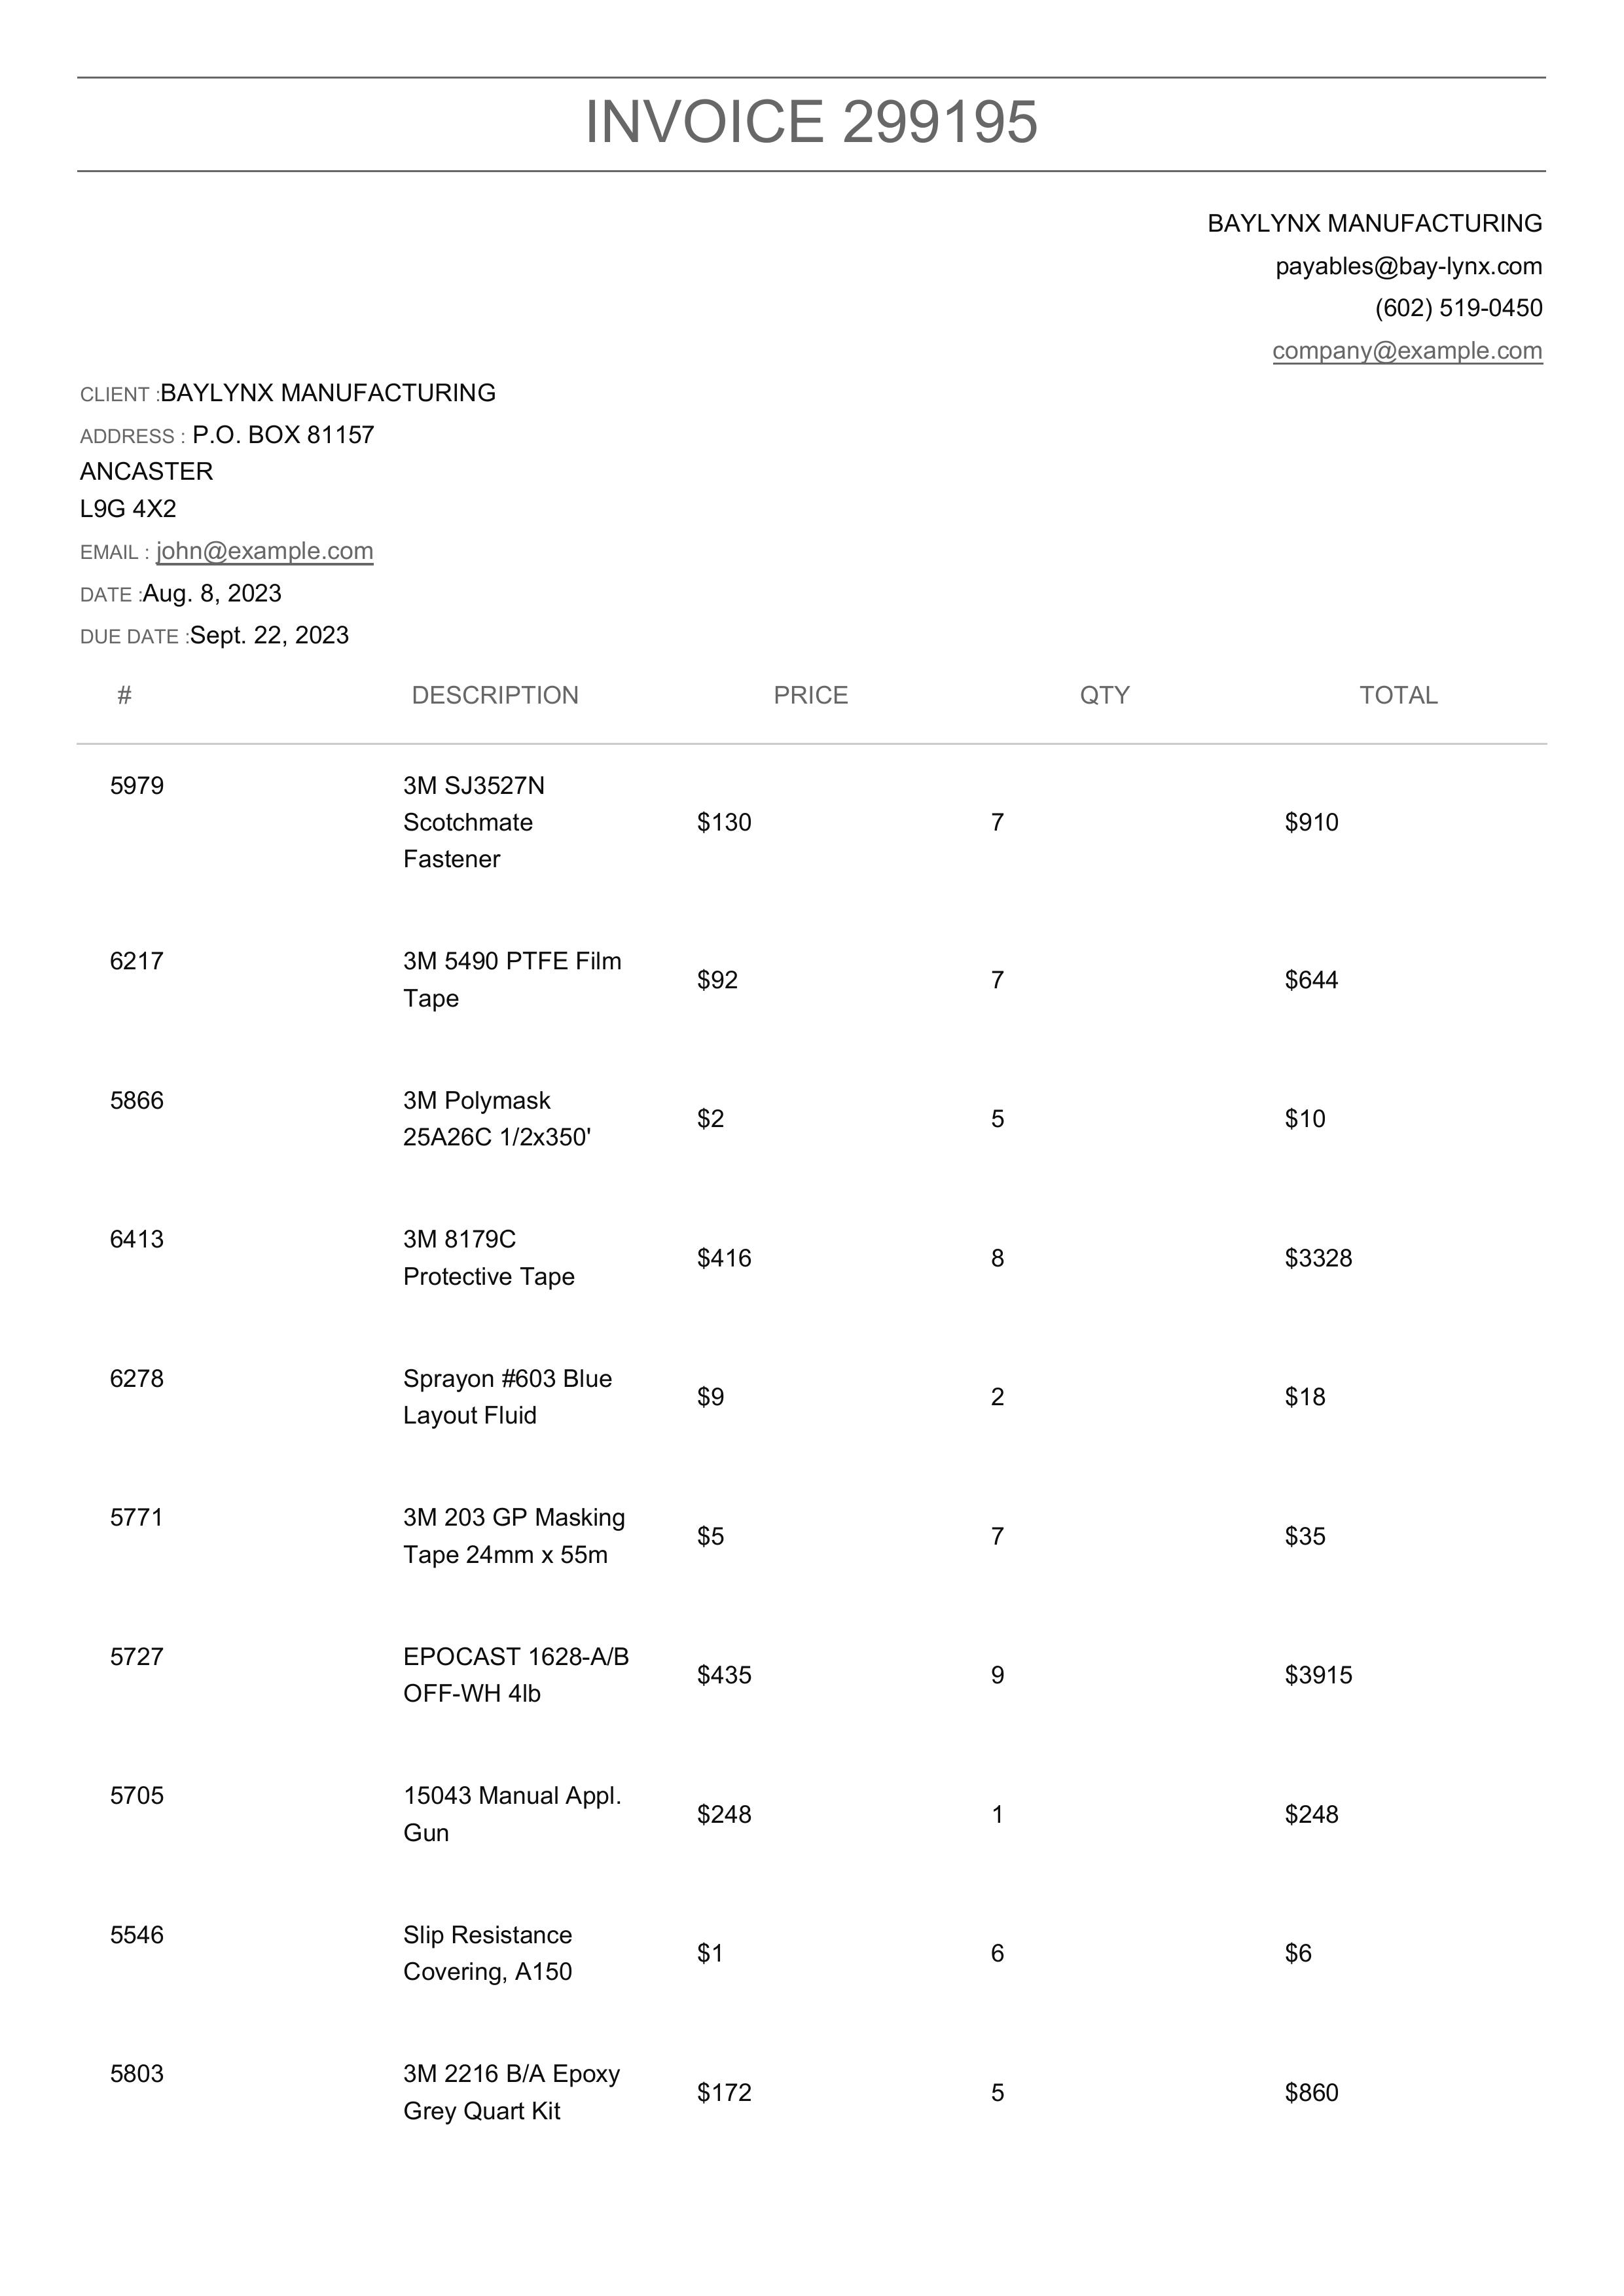 INVOICE 299195
BAYLYNX MANUFACTURING
payables@bay-lynx.com
(602) 519-0450
company@example.com
CLIENT :BAYLYNX MANUFACTURING
ADDRESS : P.O. BOX 81157
ANCASTER
L9G 4X2
EMAIL : john@example.com
DATE :Aug. 8, 2023
DUE DATE :Sept. 22, 2023
# DESCRIPTION PRICE QTY TOTAL
5979 3M SJ3527N
Scotchmate $130 7 $910
Fastener
6217 3M 5490 PTFE Film
Tape $92 7 $644
5866 3M Polymask
25A26C 1/2x350' $2 5 $10
6413 3M 8179C
Protective Tape $416 8 $3328
6278 Sprayon #603 Blue
Layout Fluid $9 2 $18
5771 3M 203 GP Masking
Tape 24mm x 55m $5 7 $35
5727 EPOCAST 1628-A/B
OFF-WH 4lb $435 9 $3915
5705 15043 Manual Appl.
Gun $248 1 $248
5546 Slip Resistance
Covering, A150 $1 6 $6
5803 3M 2216 B/A Epoxy
Grey Quart Kit $172 5 $860